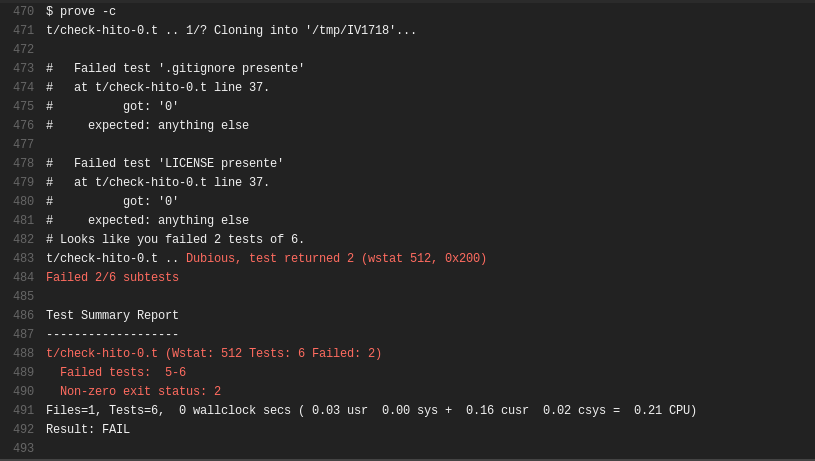 470 $ prove -c
471 t/check-hito-0.t .. 1/? Cloning into '/tmp/IV1718'...
472
473 #   Failed test '.gitignore presente'
474 #   at t/check-hito-0.t line 37.
475 #          got: '0'
476 #     expected: anything else
477
478 #   Failed test 'LICENSE presente'
479 #   at t/check-hito-0.t line 37.
480 #          got: '0'
481 #     expected: anything else
482 # Looks like you failed 2 tests of 6.
483 t/check-hito-0.t .. Dubious, test returned 2 (wstat 512, 0x200)
484 Failed 2/6 subtests
485
486 Test Summary Report
487 -------------------
488 t/check-hito-0.t (Wstat: 512 Tests: 6 Failed: 2)
489   Failed tests:  5-6
490   Non-zero exit status: 2
491 Files=1, Tests=6,  0 wallclock secs ( 0.03 usr  0.00 sys +  0.16 cusr  0.02 csys =  0.21 CPU)
492 Result: FAIL
493